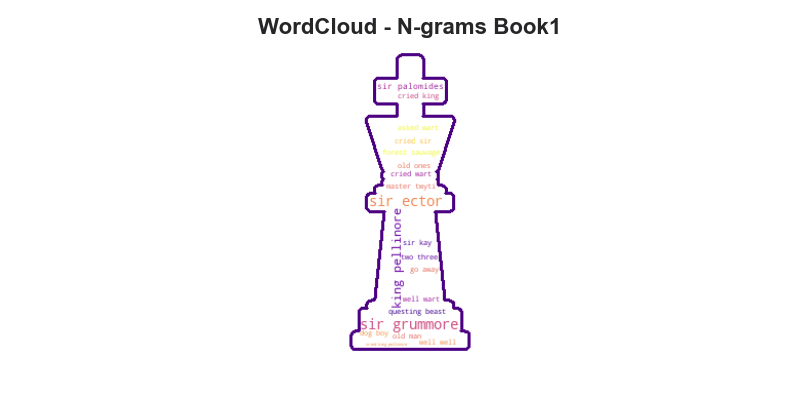 WordCloud - N-grams Book1
sir palomides
cried king
asked wart
cried sir
forest sauvage
old ones
cried wart
master twyti
sir ector
king pellinore
sir kay
two three
go away
well wart
questing beast
sir grummore
dog boy
old man
well well